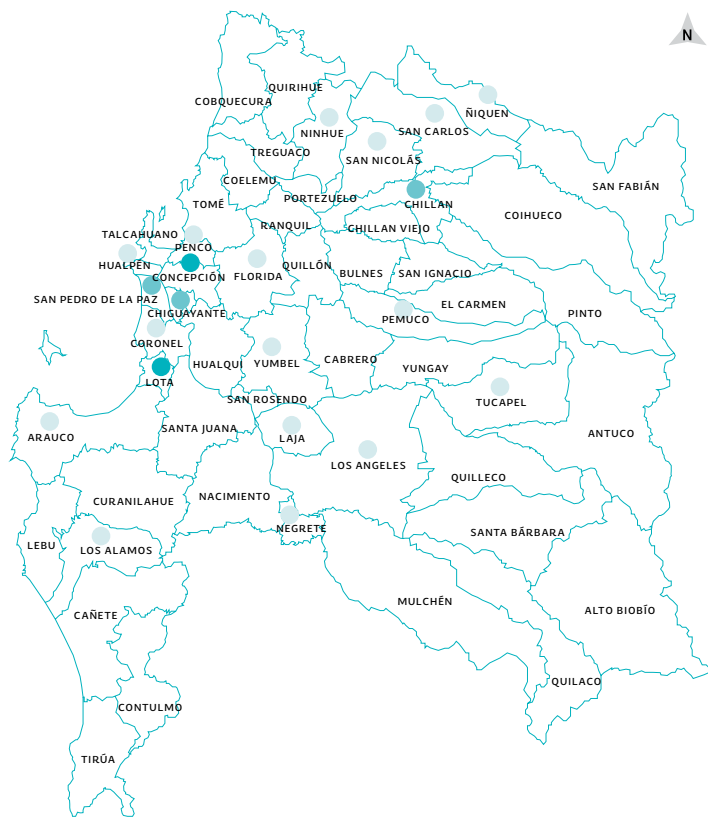 N
QUIRIHUE
COBQUECURA
ÑIQUEN
NINHUE
SAN CARLOS
TREGUACO
SAN NICOLÁS
COELEMU
SAN FABIÁN
PORTEZUELO
TOMÉ
CHILLAN
COIHUECO
RANQUIL
CHILLAN VIEJO
TALCAHUANO
PENCO
HUALPÉN
QUILLÓN
CONCEPCIÓN
FLORIDA
BULNES
SAN IGNACIO
SAN PEDRO DE LA PAZ
EL CARMEN
CHIGUAYANTE
PINTO
PEMUCO
CORONEL
HUALQUI
YUMBEL
CABRERO
YUNGAY
LOTA
SAN ROSENDO
TUCAPEL
SANTA JUANA
ARAUCO
LAJA
ANTUCO
LOS ANGELES
QUILLECO
CURANILAHUE
NACIMIENTO
NEGRETE
SANTA BÁRBARA
LEBU
LOS ALAMOS
MULCHÉN
ALTO BIOBÍO
CAÑETE
QUILACO
CONTULMO
TIRÚA